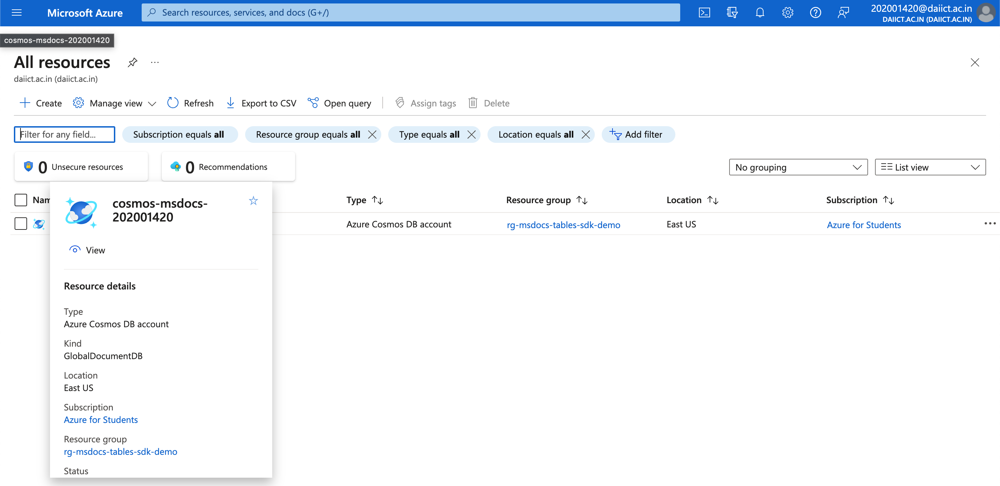 Microsoft Azure
Search resources, services, and docs (G+/)
202001420@daiict.ac.in
DAIICT.AC.IN (DAIICT.AC.IN)
cosmos-msdocs-202001420
All resources
daiict.ac.in (daiict.ac.in)
Create Manage view Refresh Export to CSV Open query Assign tags Delete
Filter for any field... Subscription equals all Resource group equals all Type equals all Location equals all Add filter
0 Unsecure resources 0 Recommendations No grouping List view
Nam Type Resource group Location Subscription
Azure Cosmos DB account rg-msdocs-tables-sdk-demo East US Azure for Students
cosmos-msdocs-
202001420
View
Resource details
Type
Azure Cosmos DB account
Kind
GlobalDocumentDB
Location
East US
Subscription
Azure for Students
Resource group
rg-msdocs-tables-sdk-demo
Status